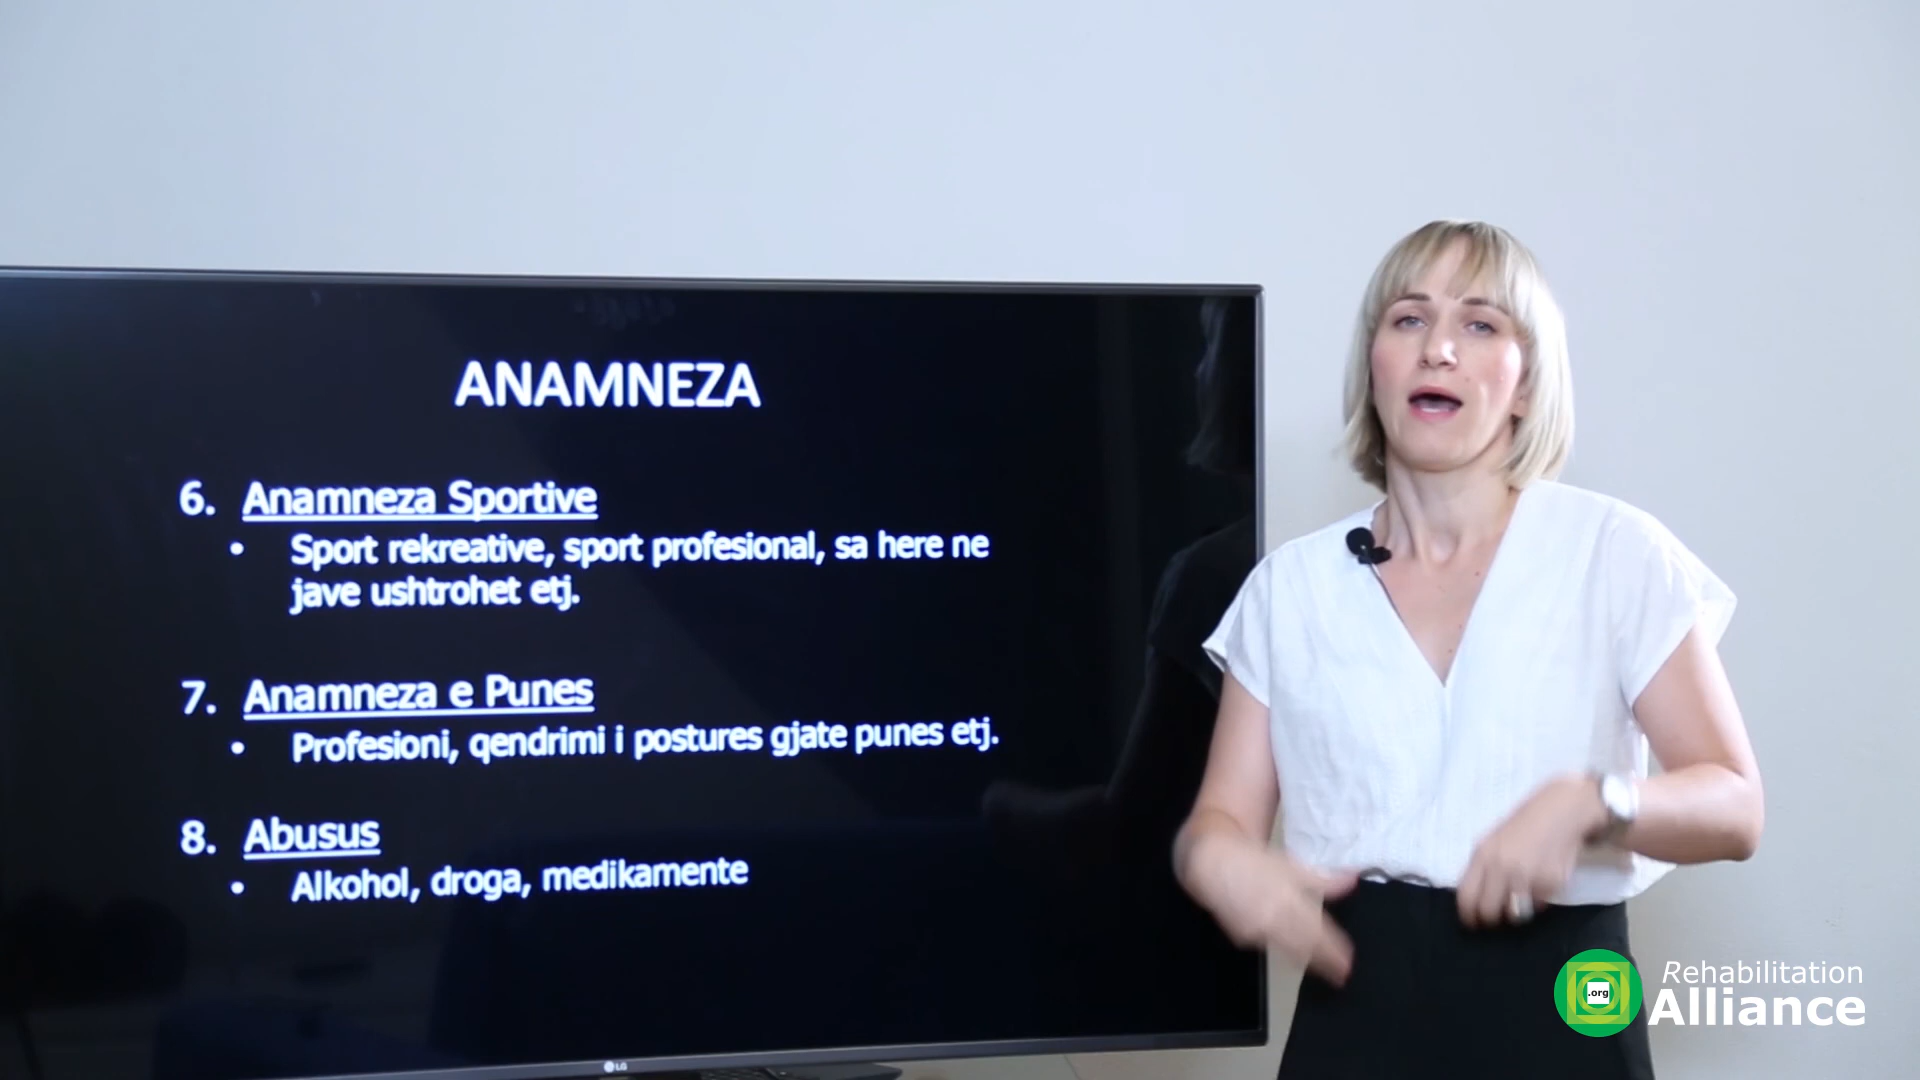 ANAMNEZA
6. Anamneza Sportive
• Sport rekreative, sport profesional, sa here ne
jave ushtrohet etj.
7. Anamneza e Punes
• Profesioni, qendrimi i postures gjate punes etj.
8. Abusus
• Alkohol, droga, medikamente
LG
.org
Rehabilitation
Alliance